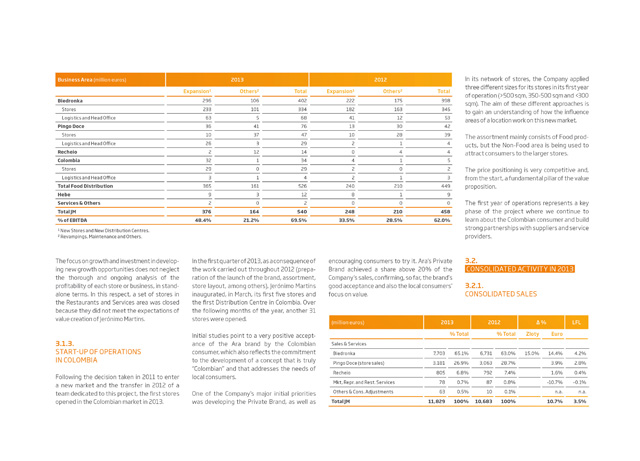 Business Area (million euros) 2013 2012
Expansion¹ Others² Total Expansion¹ Others² Total
Biedronka 296 106 402 222 175 398
Stores 233 101 334 182 163 345
Logistics and Head Office 63 5 68 41 12 53
Pingo Doce 36 41 76 13 30 42
Stores 10 37 47 10 28 39
Logistics and Head Office 26 3 29 2 1 4
Recheio 2 12 14 0 4 4
Colombia 32 1 34 4 1 5
Stores 29 0 29 2 0 2
Logistics and Head Office 3 1 4 2 1 3
Total Food Distribution 365 161 526 240 210 449
Hebe 9 3 12 8 1 9
Services & Others 2 0 2 0 0 0
Total JM 376 164 540 248 210 458
% of EBITDA 48.4% 21.2% 69.5% 33.5% 28.5% 62.0%
¹ New Stores and New Distribution Centres.
² Revampings, Maintenance and Others.
The focus on growth and investment in develop-
ing new growth opportunities does not neglect
the thorough and ongoing analysis of the
profitability of each store or business, in stand-
alone terms. In this respect, a set of stores in
the Restaurants and Services area was closed
because they did not meet the expectations of
value creation of Jerónimo Martins.
3.1.3.
START-UP OF OPERATIONS
IN COLOMBIA
Following the decision taken in 2011 to enter
a new market and the transfer in 2012 of a
team dedicated to this project, the first stores
opened in the Colombian market in 2013.
In the first quarter of 2013, as a consequence of
the work carried out throughout 2012 (prepa-
ration of the launch of the brand, assortment,
store layout, among others), Jerónimo Martins
inaugurated, in March, its first five stores and
the first Distribution Centre in Colombia. Over
the following months of the year, another 31
stores were opened.
Initial studies point to a very positive accept-
ance of the Ara brand by the Colombian
consumer, which also reflects the commitment
to the development of a concept that is truly
“Colombian” and that addresses the needs of
local consumers.
One of the Company's major initial priorities
was developing the Private Brand, as well as
encouraging consumers to try it. Ara's Private
Brand achieved a share above 20% of the
Company's sales, confirming, so far, the brand's
good acceptance and also the local consumers'
focus on value.
In its network of stores, the Company applied
three different sizes for its stores in its first year
of operation (>500 sqm, 350-500 sqm and <300
sqm). The aim of these different approaches is
to gain an understanding of how the influence
areas of a location work on this new market.
The assortment mainly consists of Food prod-
ucts, but the Non-Food area is being used to
attract consumers to the larger stores.
The price positioning is very competitive and,
from the start, a fundamental pillar of the value
proposition.
The first year of operations represents a key
phase of the project where we continue to
learn about the Colombian consumer and build
strong partnerships with suppliers and service
providers.
3.2.
CONSOLIDATED ACTIVITY IN 2013
3.2.1.
CONSOLIDATED SALES
(million euros) 2013 2012 Δ % LFL
% Total % Total Zloty Euro
Sales & Services
Biedronka 7,703 65.1% 6,731 63.0% 15.0% 14.4% 4.2%
Pingo Doce (store sales) 3,181 26.9% 3,063 28.7% 3.9% 2.8%
Recheio 805 6.8% 792 7.4% 1.6% 0.4%
Mkt, Repr. and Rest. Services 78 0.7% 87 0.8% -10.7% -0.1%
Others & Cons. Adjustments 63 0.5% 10 0.1% n.a. n.a.
Total JM 11,829 100% 10,683 100% 10.7% 3.5%